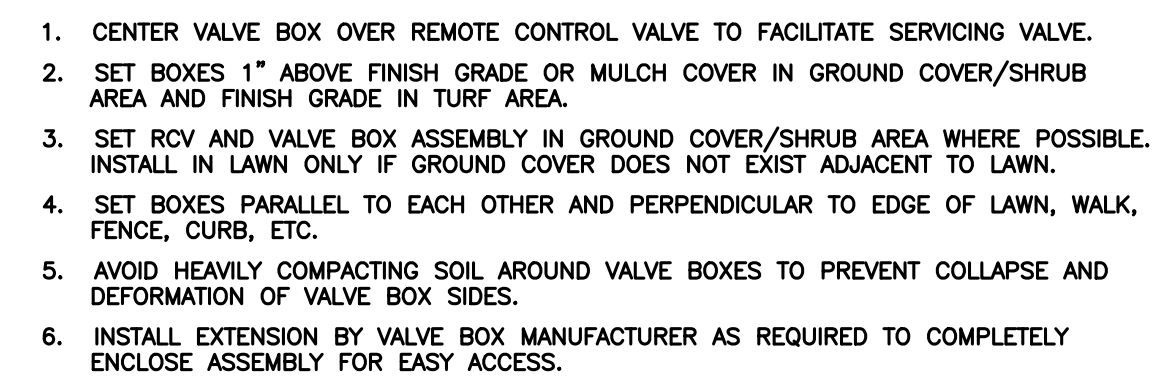 1. CENTER VALVE BOX OVER REMOTE CONTROL VALVE TO FACILITATE SERVICING VALVE.
2. SET BOXES 1" ABOVE FINISH GRADE OR MULCH COVER IN GROUND COVER/SHRUB
AREA AND FINISH GRADE IN TURF AREA.
3. SET RCV AND VALVE BOX ASSEMBLY IN GROUND COVER/SHRUB AREA WHERE POSSIBLE.
INSTALL IN LAWN ONLY IF GROUND COVER DOES NOT EXIST ADJACENT TO LAWN.
4. SET BOXES PARALLEL TO EACH OTHER AND PERPENDICULAR TO EDGE OF LAWN, WALK,
FENCE, CURB, ETC.
5. AVOID HEAVILY COMPACTING SOIL AROUND VALVE BOXES TO PREVENT COLLAPSE AND
DEFORMATION OF VALVE BOX SIDES.
6. INSTALL EXTENSION BY VALVE BOX MANUFACTURER AS REQUIRED TO COMPLETELY
ENCLOSE ASSEMBLY FOR EASY ACCESS.